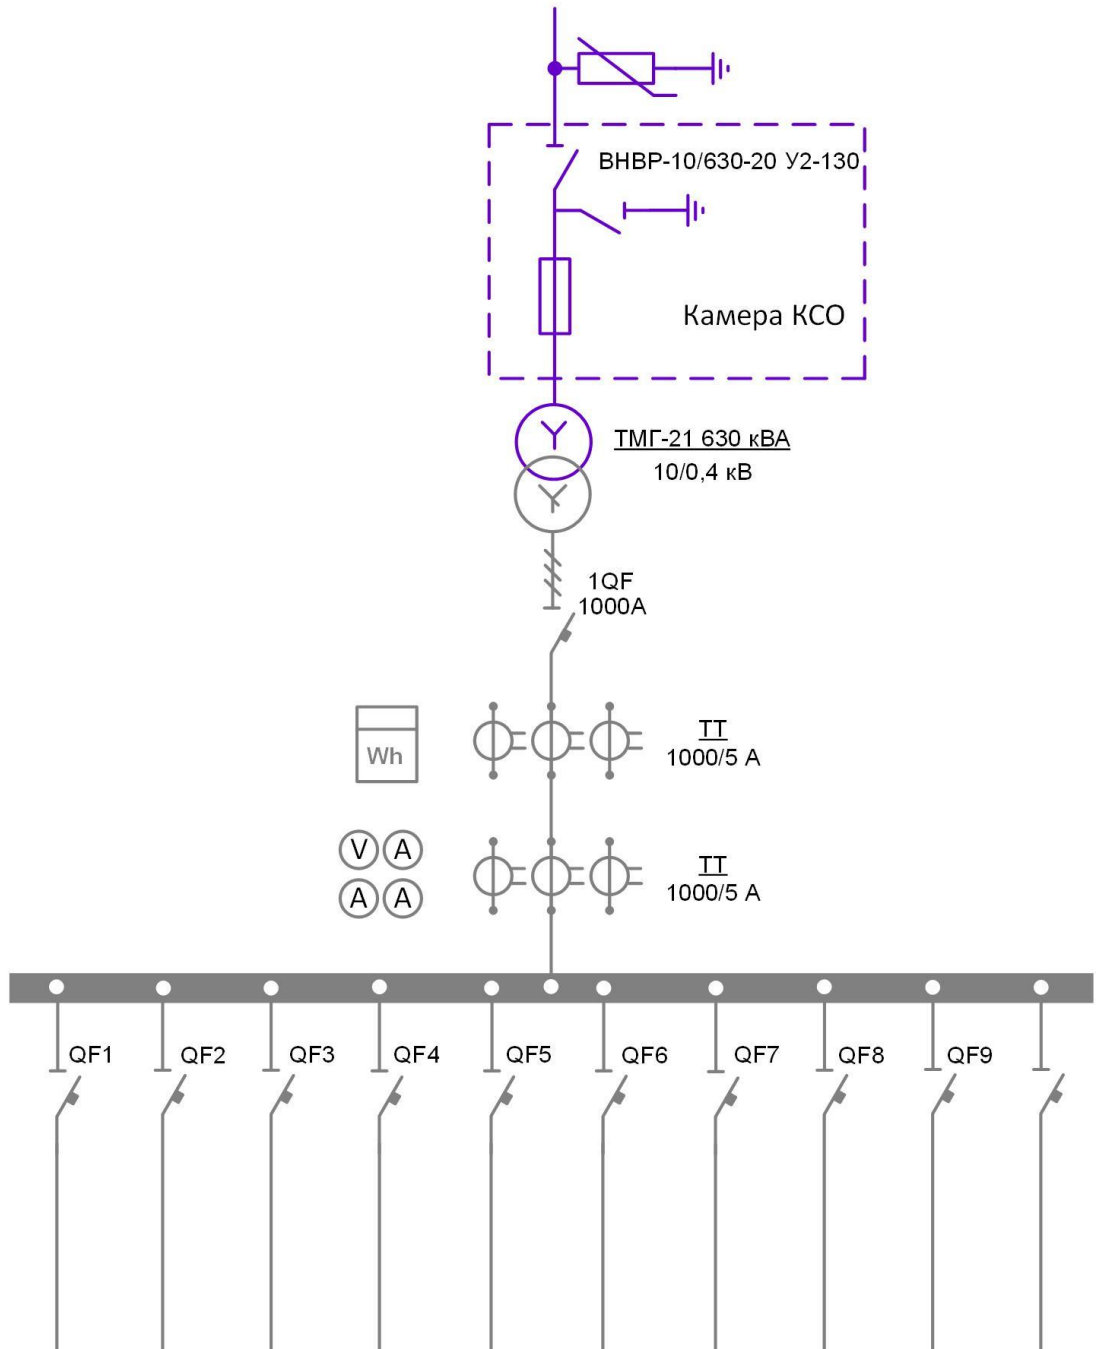 ВНВР-10/630-20 У2-130
Камера КСО
ТМГ-21 630 кВА
10/0,4 кВ
1QF
1000А
ТТ
1000/5 А
Wh
V A
A A
ТТ
1000/5 А
QF1 QF2 QF3 QF4 QF5 QF6 QF7 QF8 QF9